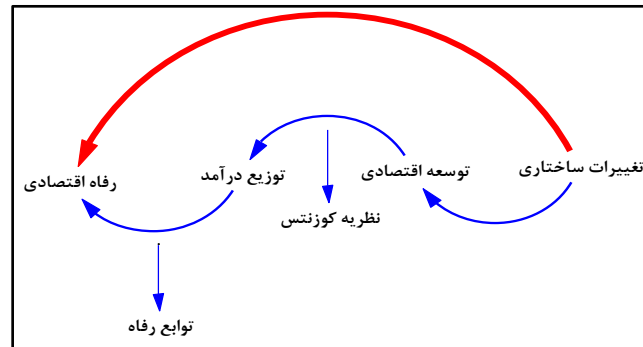 تغییرات ساختاری
توسعه اقتصادی
توزیع درآمد
رفاه اقتصادی
نظریه کوزنتس
توابع رفاه